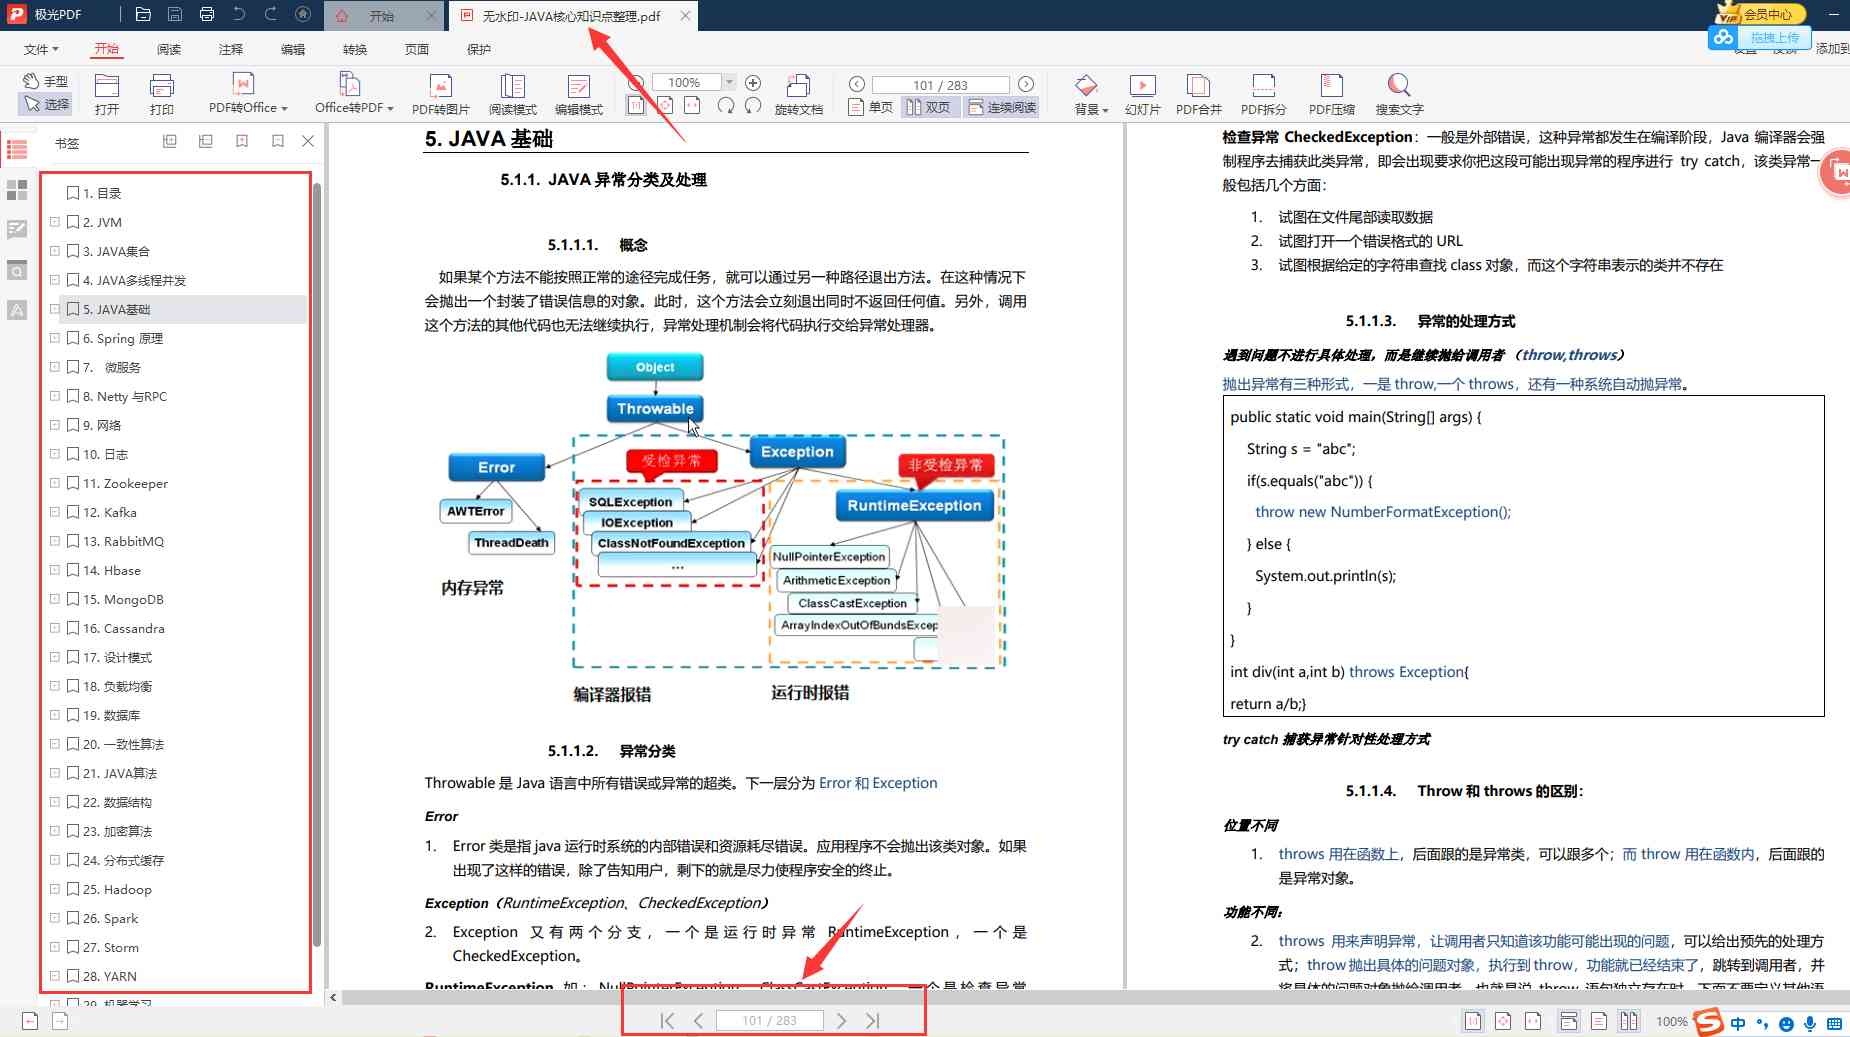 极光PDF
开始
无水印-JAVA核心知识点整理.pdf
会员中心
拖拽上传
文件
开始
阅读
注释
编辑
转换
页面
保护
添加到
手型
选择
打开
打印
PDF转Office
Office转PDF
PDF转图片
阅读模式
编辑模式
100%
旋转文档
101 / 283
单页
双页
连续阅读
背景
幻灯片
PDF合并
PDF拆分
PDF压缩
搜索文字
书签
1. 目录
2. JVM
3. JAVA集合
4. JAVA多线程并发
5. JAVA基础
6. Spring 原理
7. 微服务
8. Netty 与RPC
9. 网络
10. 日志
11. Zookeeper
12. Kafka
13. RabbitMQ
14. Hbase
15. MongoDB
16. Cassandra
17. 设计模式
18. 负载均衡
19. 数据库
20. 一致性算法
21. JAVA算法
22. 数据结构
23. 加密算法
24. 分布式缓存
25. Hadoop
26. Spark
27. Storm
28. YARN
29. 机器学习
5. JAVA 基础
5.1.1. JAVA 异常分类及处理
5.1.1.1. 概念
如果某个方法不能按照正常的途径完成任务，就可以通过另一种路径退出方法。在这种情况下
会抛出一个封装了错误信息的对象。此时，这个方法会立刻退出同时不返回任何值。另外，调用
这个方法的其他代码也无法继续执行，异常处理机制会将代码执行交给异常处理器。
Object
Throwable
Error
受检异常
Exception
非受检异常
AWTError
ThreadDeath
SQLException
IOException
ClassNotFoundException
...
RuntimeException
NullPointerException
ArithmeticException
ClassCastException
ArrayIndexOutOfBundsExcep
内存异常
编译器报错
运行时报错
5.1.1.2. 异常分类
Throwable 是 Java 语言中所有错误或异常的超类。下一层分为 Error 和 Exception
Error
1. Error 类是指 java 运行时系统的内部错误和资源耗尽错误。应用程序不会抛出该类对象。如果
出现了这样的错误，除了告知用户，剩下的就是尽力使程序安全的终止。
Exception（RuntimeException、CheckedException）
2. Exception 又有两个分支，一个是运行时异常 RuntimeException，一个是
CheckedException。
RuntimeException 如：NullPointerException、ClassCastException，一个是检查异常
检查异常 CheckedException：一般是外部错误，这种异常都发生在编译阶段，Java 编译器会强
制程序去捕获此类异常，即会出现要求你把这段可能出现异常的程序进行 try catch，该类异常一
般包括几个方面：
1. 试图在文件尾部读取数据
2. 试图打开一个错误格式的 URL
3. 试图根据给定的字符串查找 class 对象，而这个字符串表示的类并不存在
5.1.1.3. 异常的处理方式
遇到问题不进行具体处理，而是继续抛给调用者 （throw,throws）
抛出异常有三种形式，一是 throw,一个 throws，还有一种系统自动抛异常。
public static void main(String[] args) {
String s = "abc";
if(s.equals("abc")) {
throw new NumberFormatException();
} else {
System.out.println(s);
}
}
int div(int a,int b) throws Exception{
return a/b;}
try catch 捕获异常针对性处理方式
5.1.1.4. Throw 和 throws 的区别：
位置不同
1. throws 用在函数上，后面跟的是异常类，可以跟多个；而 throw 用在函数内，后面跟的
是异常对象。
功能不同：
2. throws 用来声明异常，让调用者只知道该功能可能出现的问题，可以给出预先的处理方
式；throw 抛出具体的问题对象，执行到 throw，功能就已经结束了，跳转到调用者，并
将具体的问题对象抛给调用者。也就是说 throw 语句独立存在时，下面不要定义其他语
101 / 283
100%
中